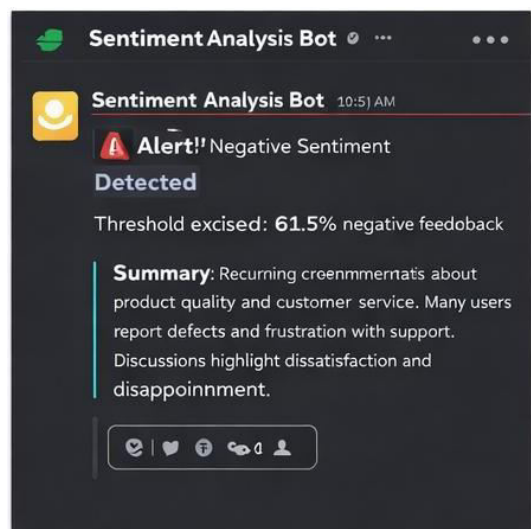 Sentiment Analysis Bot
Sentiment Analysis Bot 10:5) AM
Alert!' Negative Sentiment
Detected
Threshold excised: 61.5% negative feedoback
Summary: Recurring about
product quality and customer service. Many users
report defects and frustration with support.
Discussions highlight dissatisfaction and
disappoinnment.